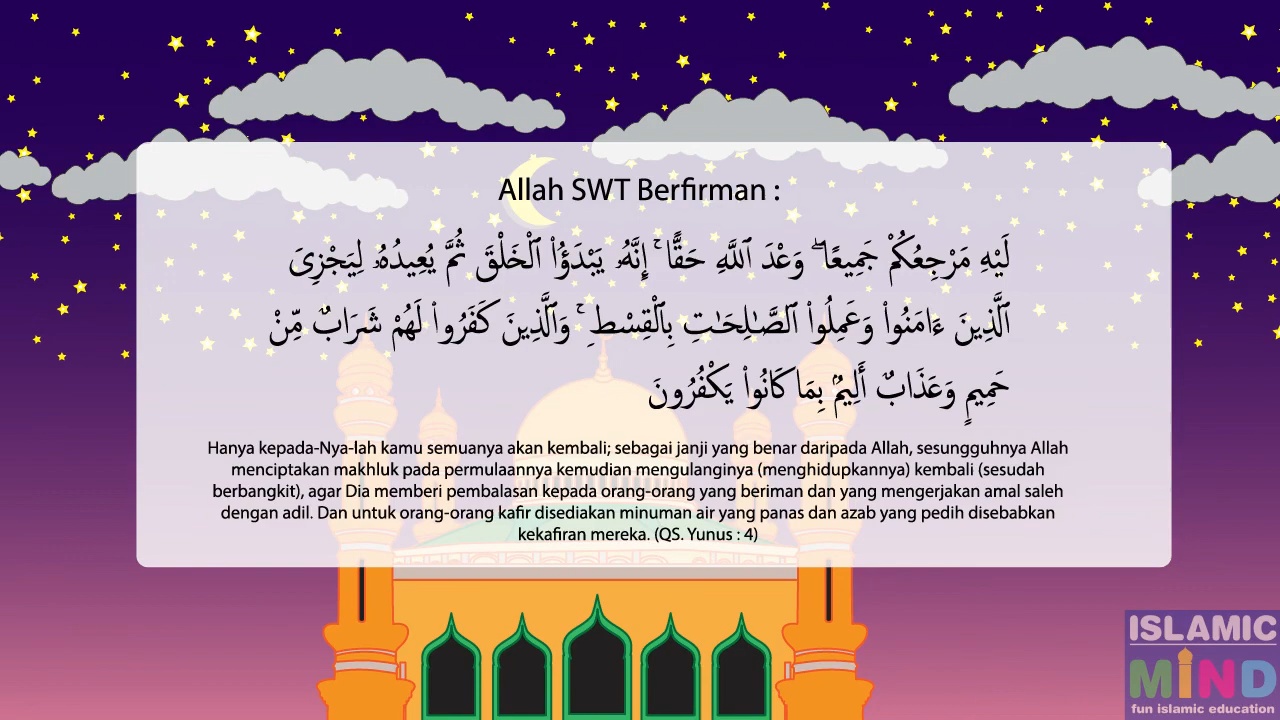 Allah SWT Berfirman :
لَيْهِ مَرْجِعُكُمْ جَمِيعًا ۖ وَعْدَ ٱللَّهِ حَقًّا ۚ إِنَّهُۥ يَبْدَؤُا۟ ٱلْخَلْقَ ثُمَّ يُعِيدُهُۥ لِيَجْزِىَ
ٱلَّذِينَ ءَامَنُوا۟ وَعَمِلُوا۟ ٱلصَّـٰلِحَـٰتِ بِٱلْقِسْطِ ۚ وَٱلَّذِينَ كَفَرُوا۟ لَهُمْ شَرَابٌ مِّنْ
حَمِيمٍ وَعَذَابٌ أَلِيمٌۢ بِمَا كَانُوا۟ يَكْفُرُونَ
Hanya kepada-Nya-lah kamu semuanya akan kembali; sebagai janji yang benar daripada Allah, sesungguhnya Allah
menciptakan makhluk pada permulaannya kemudian mengulanginya (menghidupkannya) kembali (sesudah
berbangkit), agar Dia memberi pembalasan kepada orang-orang yang beriman dan yang mengerjakan amal saleh
dengan adil. Dan untuk orang-orang kafir disediakan minuman air yang panas dan azab yang pedih disebabkan
kekafiran mereka. (QS. Yunus : 4)
ISLAMIC
MIND
fun islamic education